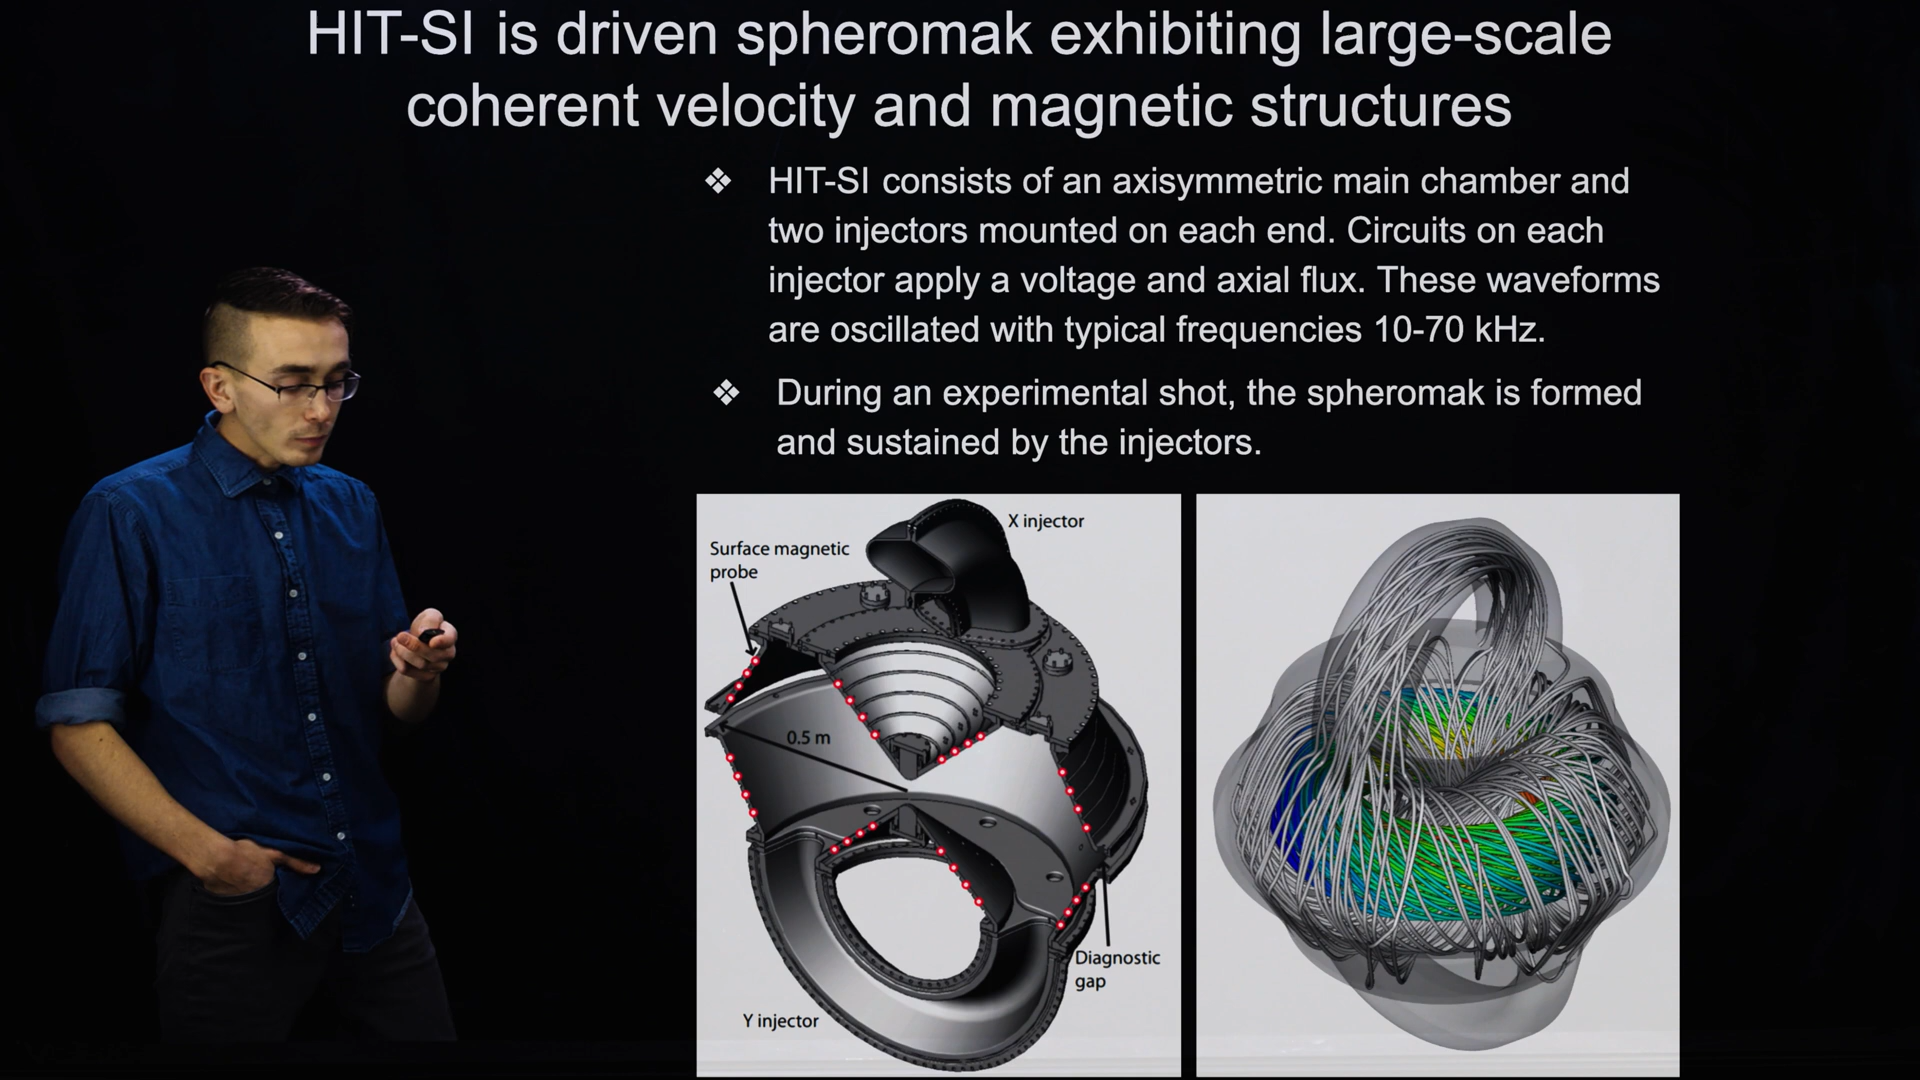 HIT-SI is driven spheromak exhibiting large-scale
coherent velocity and magnetic structures
❖ HIT-SI consists of an axisymmetric main chamber and
two injectors mounted on each end. Circuits on each
injector apply a voltage and axial flux. These waveforms
are oscillated with typical frequencies 10-70 kHz.
❖ During an experimental shot, the spheromak is formed
and sustained by the injectors.
X injector
Surface magnetic
probe
0.5 m
Diagnostic
gap
Y injector